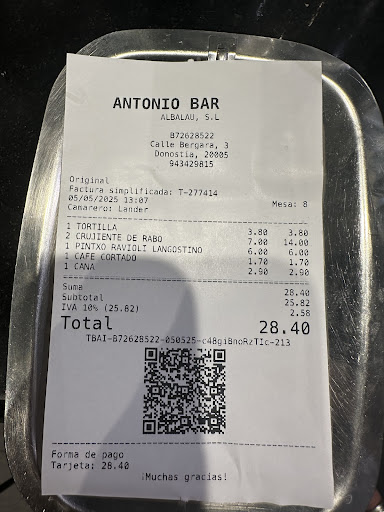 ANTONIO BAR
ALBALAU, S.L
B72628522
Calle Bergara, 3
Donostia, 20005
943429815
Original
Factura simplificada: T-277414
05/05/2025 13:07 Mesa: 8
Camarero: Lander
1 TORTILLA 3.80 3.80
2 CRUJIENTE DE RABO 7.00 14.00
1 PINTXO RAVIOLI LANGOSTINO 6.00 6.00
1 CAFE CORTADO 1.70 1.70
1 CANA 2.90 2.90
Suma 28.40
Subtotal 25.82
IVA 10% (25.82) 2.58
Total 28.40
TBAI-B72628522-050525-c48giBnoRzTIc-213
Forma de pago
Tarjeta: 28.40
¡Muchas gracias!